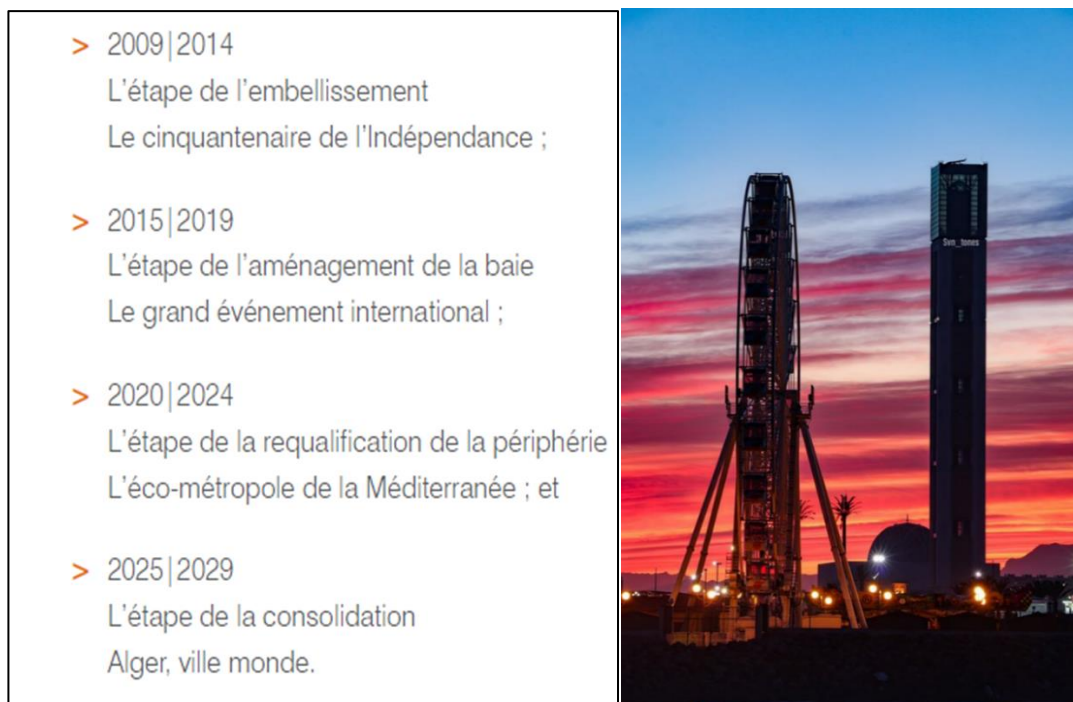 > 2009|2014
L'étape de l'embellissement
Le cinquantenaire de l'Indépendance ;
> 2015|2019
L'étape de l'aménagement de la baie
Le grand événement international ;
> 2020|2024
L'étape de la requalification de la périphérie
L'éco-métropole de la Méditerranée ; et
> 2025|2029
L'étape de la consolidation
Alger, ville monde.
Svn_tones